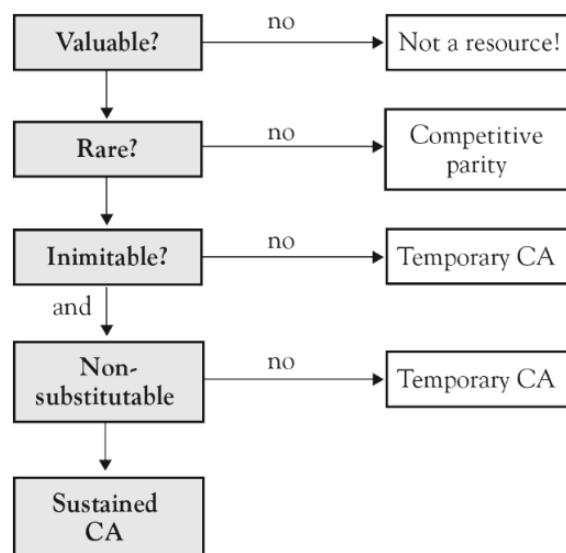 Valuable?
no
Not a resource!
Rare?
no
Competitive
parity
Inimitable?
no
Temporary CA
and
Non-
substitutable
no
Temporary CA
Sustained
CA